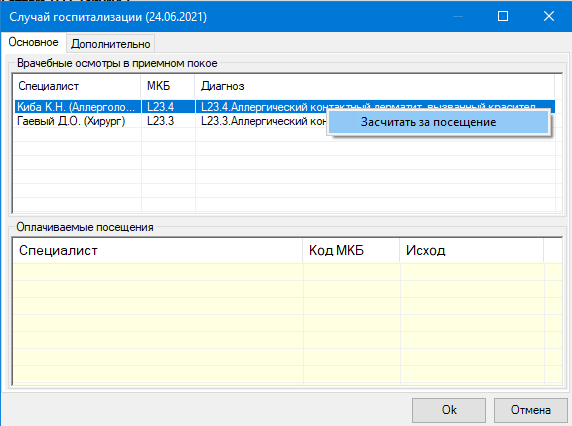 Случай госпитализации (24.06.2021)
Основное Дополнительно
Врачебные осмотры в приемном покое
Специалист МКБ Диагноз
Киба К.Н. (Аллерголо... L23.4 L23.4.Аллергический контактный дерматит, вызванный красител...
Гаевый Д.О. (Хирург) L23.3 L23.3.Аллергический
Засчитать за посещение
Оплачиваемые посещения
Специалист Код МКБ Исход
Ok Отмена